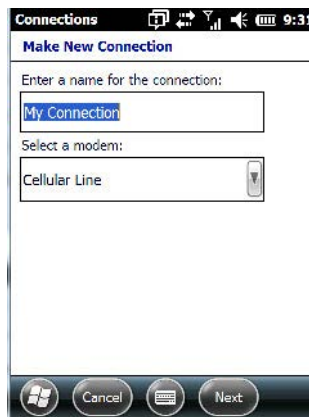 Connections 9:31
Make New Connection
Enter a name for the connection:
My Connection
Select a modem:
Cellular Line
Cancel Next